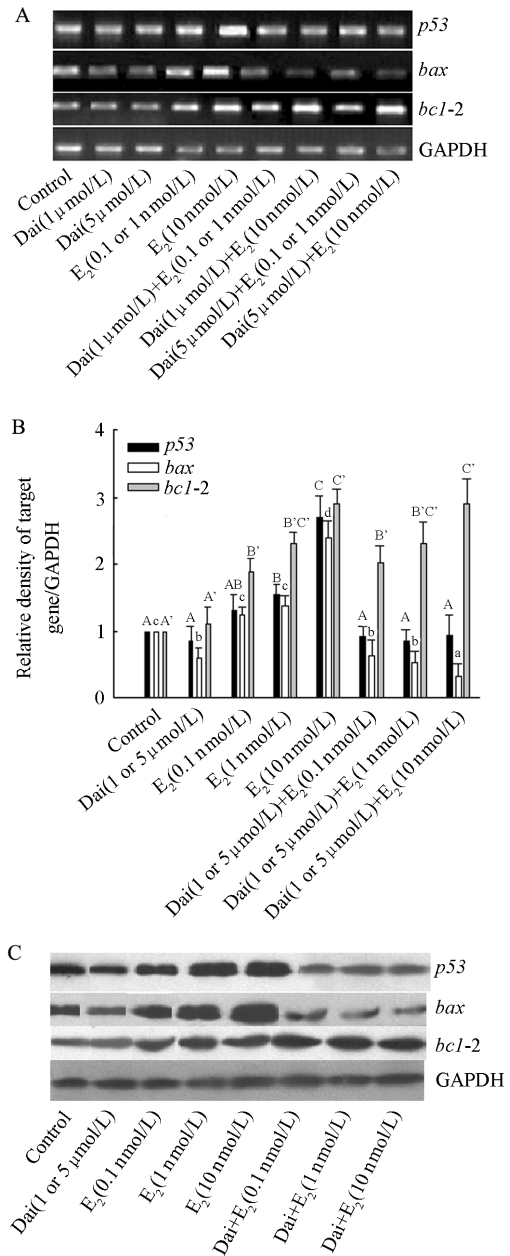 A
p53
bax
bc1-2
GAPDH
Control
Dai(1 μmol/L)
Dai(5 μmol/L)
E2(0.1 or 1 nmol/L)
E2(10 nmol/L)
Dai(1 μmol/L)+E2(0.1 or 1 nmol/L)
Dai(1 μmol/L)+E2(10 nmol/L)
Dai(5 μmol/L)+E2(0.1 or 1 nmol/L)
Dai(5 μmol/L)+E2(10 nmol/L)
B
Relative density of target
gene/GAPDH
4
3
2
1
0
p53
bax
bc1-2
A c A'
A b A'
AB c B'
B c B'C'
C d C'
A b B'
A b B'C'
A a C'
Control
Dai(1 or 5 μmol/L)
E2(0.1 nmol/L)
E2(1 nmol/L)
E2(10 nmol/L)
Dai(1 or 5 μmol/L)+E2(0.1 nmol/L)
Dai(1 or 5 μmol/L)+E2(1 nmol/L)
Dai(1 or 5 μmol/L)+E2(10 nmol/L)
C
p53
bax
bc1-2
GAPDH
Control
Dai(1 or 5 μmol/L)
E2(0.1 nmol/L)
E2(1 nmol/L)
E2(10 nmol/L)
Dai+E2(0.1 nmol/L)
Dai+E2(1 nmol/L)
Dai+E2(10 nmol/L)